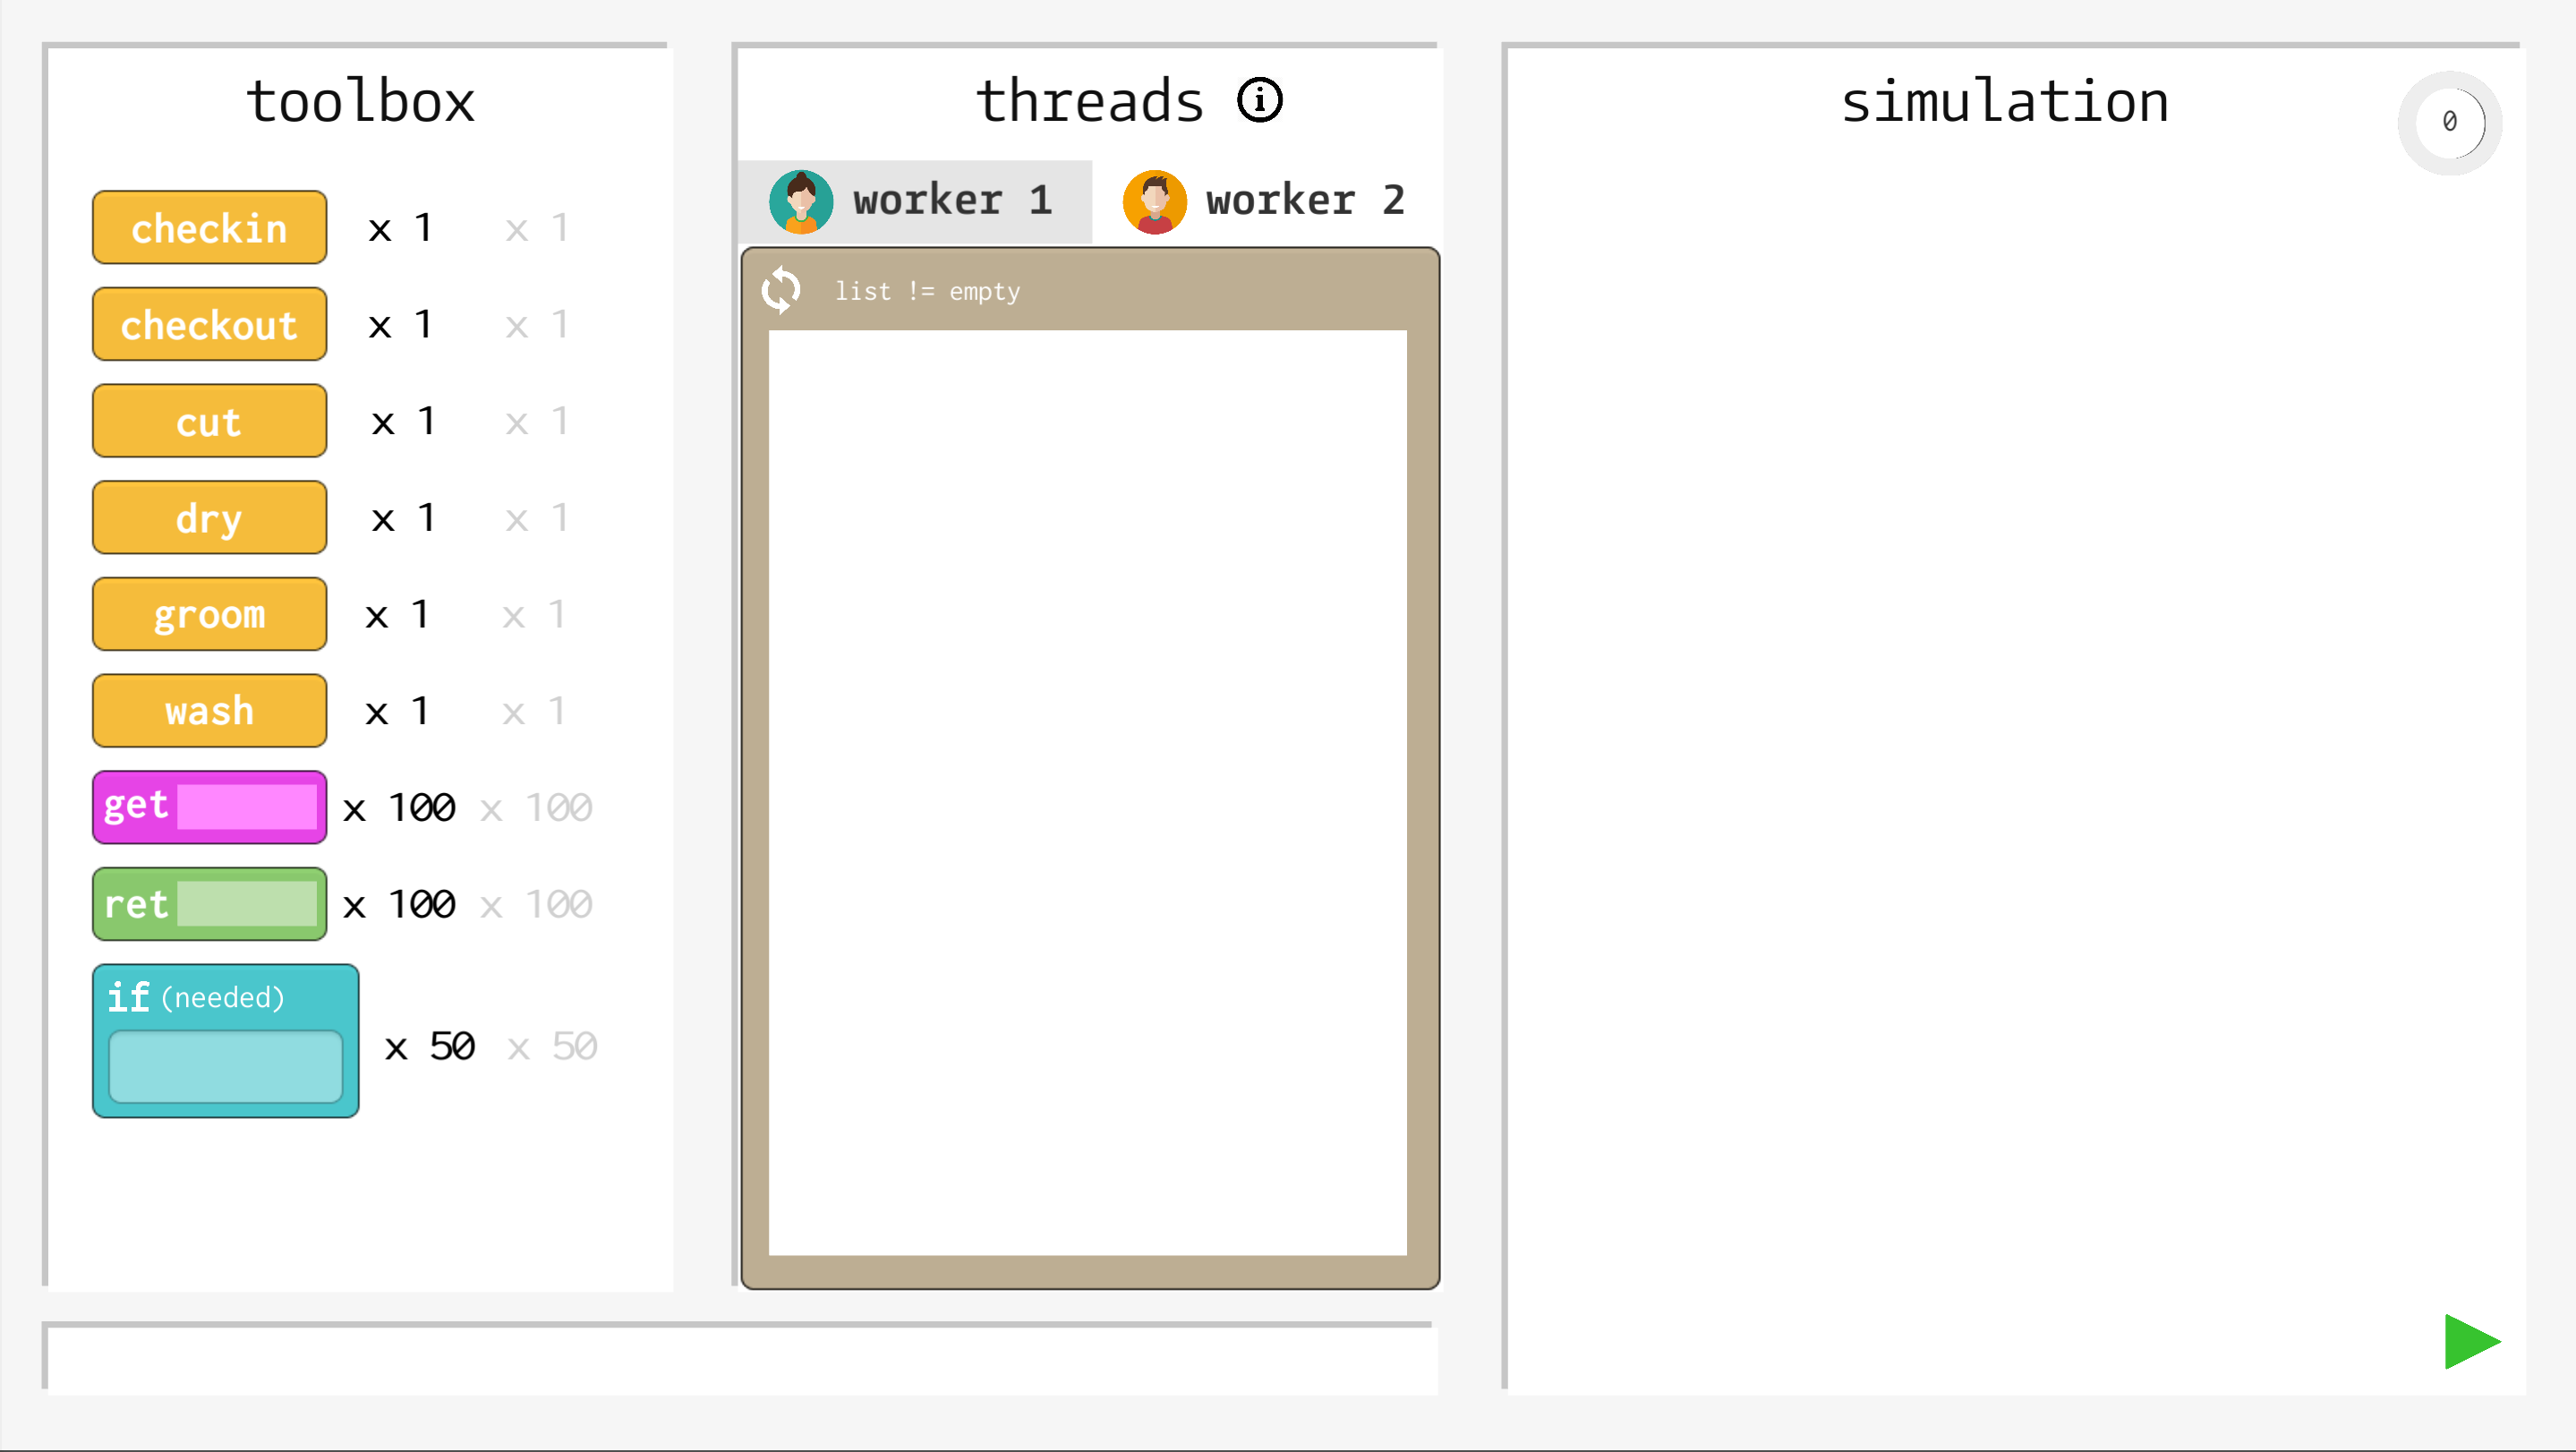 toolbox
checkin x 1 x 1
checkout x 1 x 1
cut x 1 x 1
dry x 1 x 1
groom x 1 x 1
wash x 1 x 1
get x 100 x 100
ret x 100 x 100
if (needed)
x 50 x 50
threads i
worker 1 worker 2
list != empty
simulation
0